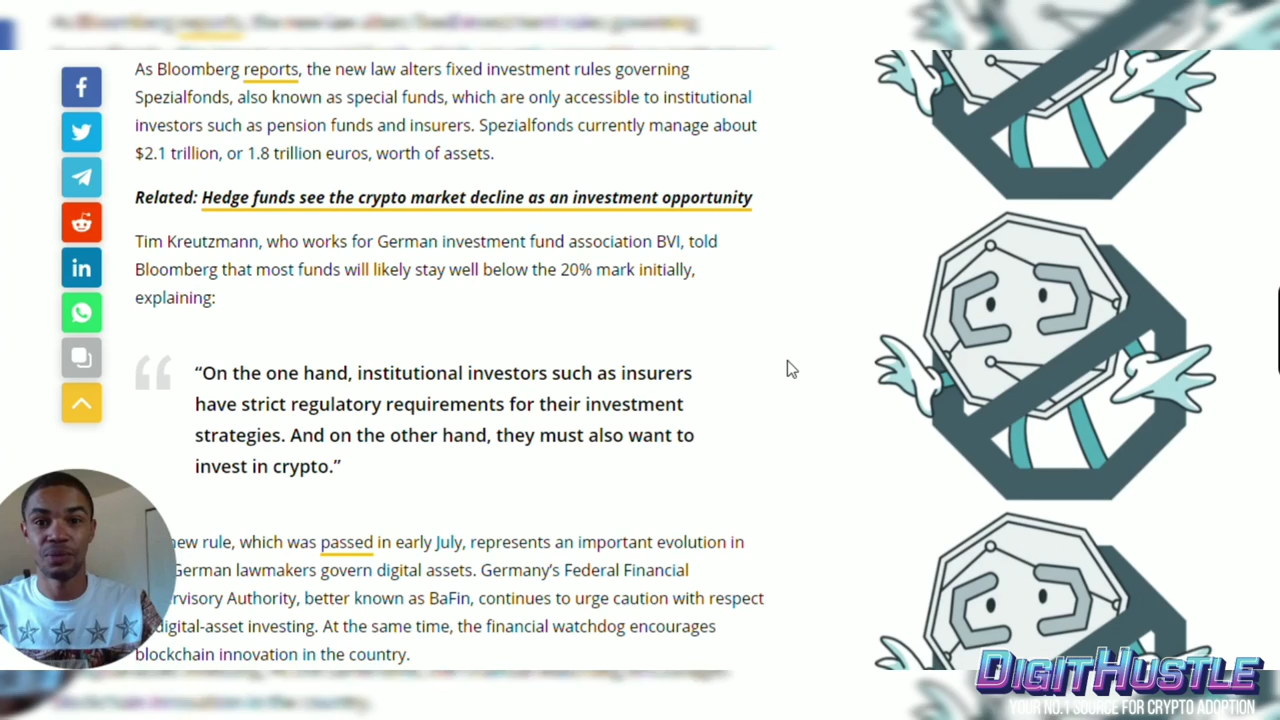 As Bloomberg reports, the new law alters fixed investment rules governing
Spezialfonds, also known as special funds, which are only accessible to institutional
investors such as pension funds and insurers. Spezialfonds currently manage about
$2.1 trillion, or 1.8 trillion euros, worth of assets.
Related: Hedge funds see the crypto market decline as an investment opportunity
Tim Kreutzmann, who works for German investment fund association BVI, told
Bloomberg that most funds will likely stay well below the 20% mark initially,
explaining:
“On the one hand, institutional investors such as insurers
have strict regulatory requirements for their investment
strategies. And on the other hand, they must also want to
invest in crypto.”
new rule, which was passed in early July, represents an important evolution in
German lawmakers govern digital assets. Germany’s Federal Financial
Authority, better known as BaFin, continues to urge caution with respect
digital-asset investing. At the same time, the financial watchdog encourages
blockchain innovation in the country.
DIGITHUSTLE
YOUR NO.1 SOURCE FOR CRYPTO ADOPTION